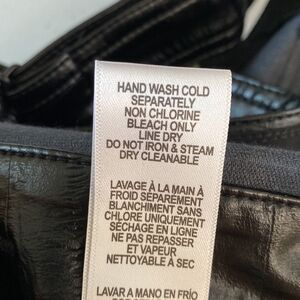 HAND WASH COLD
SEPARATELY
NON CHLORINE
BLEACH ONLY
LINE DRY
DO NOT IRON & STEAM
DRY CLEANABLE
LAVAGE À LA MAIN À
FROID SÉPAREMENT
BLANCHIMENT SANS
CHLORE UNIQUEMENT
SÉCHAGE EN LIGNE
NE PAS REPASSER
ET VAPEUR
NETTOYABLE À SEC
LAVAR A MANO EN FRÍO